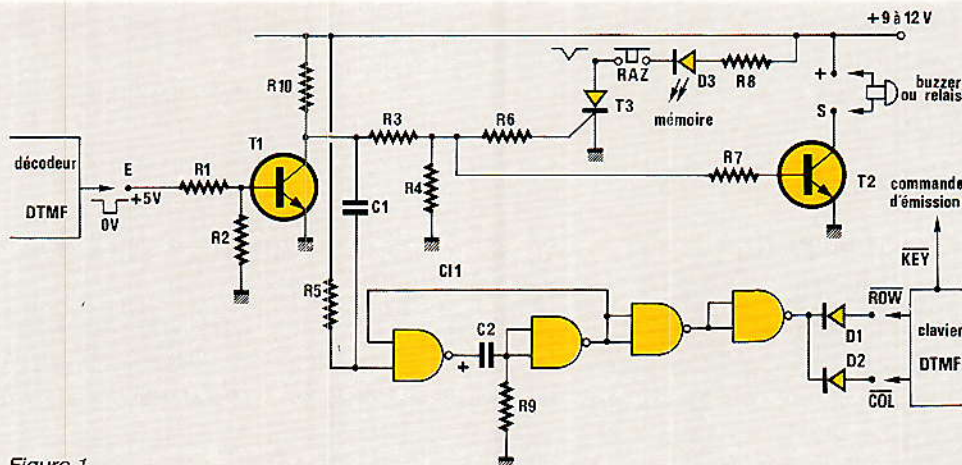 +9 à 12 V
R10
RAZ
D3
R8
+
buzzer
ou relais
S
T3
mémoire
R3
R6
décodeur
DTMF
E
+5V
0V
R1
T1
R2
C1
R4
R7
T2
commande
d'émission
KEY
CI1
R5
C2
+
R9
ROW
D1
D2
COL
clavier
DTMF
Figure 1